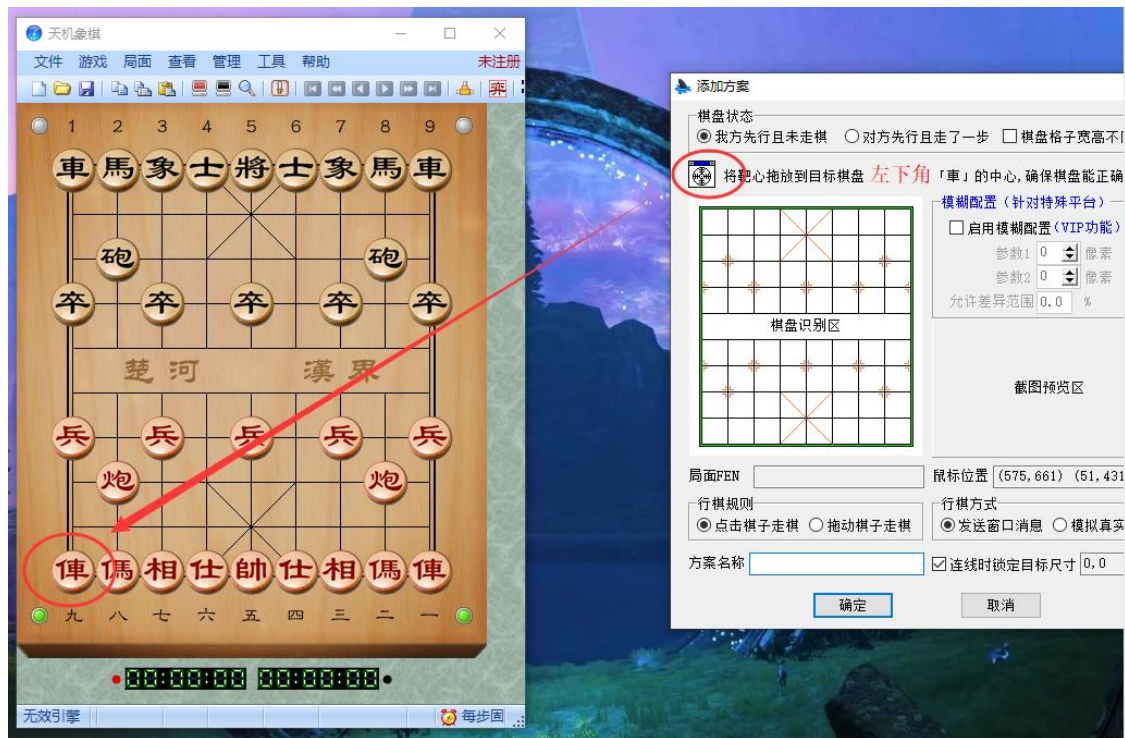 天机象棋
文件 游戏 局面 查看 管理 工具 帮助 未注册
弈
1 2 3 4 5 6 7 8 9
車 馬 象 士 將 士 象 馬 車
砲 砲
卒 卒 卒 卒 卒
楚河 漢界
兵 兵 兵 兵 兵
炮 炮
俥 傌 相 仕 帥 仕 相 傌 俥
九 八 七 六 五 四 三 二 一
88:88:88 88:88:88
无效引擎 每步固
添加方案
棋盘状态
我方先行且未走棋 对方先行且走了一步 棋盘格子宽高不
将靶心拖放到目标棋盘 左下角 「車」的中心,确保棋盘能正确
模糊配置（针对特殊平台）
启用模糊配置(VIP功能)
参数1 0 像素
参数2 0 像素
允许差异范围 0.0 %
棋盘识别区
截图预览区
局面FEN
鼠标位置 (575,661) (51,431
行棋规则
点击棋子走棋 拖动棋子走棋
行棋方式
发送窗口消息 模拟真实
方案名称
连线时锁定目标尺寸 0,0
确定 取消